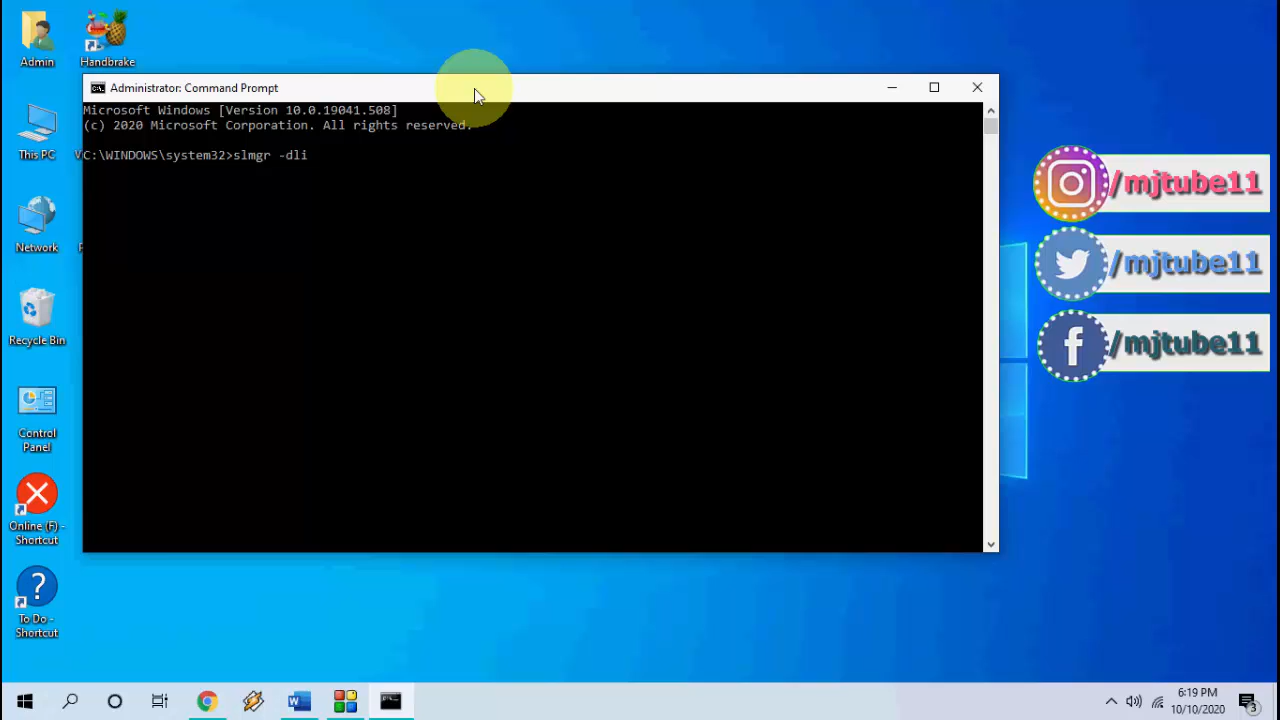 Admin
Handbrake
Administrator: Command Prompt
Microsoft Windows [Version 10.0.19041.508]
(c) 2020 Microsoft Corporation. All rights reserved.
C:\WINDOWS\system32>slmgr -dli
This PC
Network
Recycle Bin
Control
Panel
Online (F) -
Shortcut
To Do -
Shortcut
/mjtube11
/mjtube11
/mjtube11
6:19 PM
10/10/2020
3